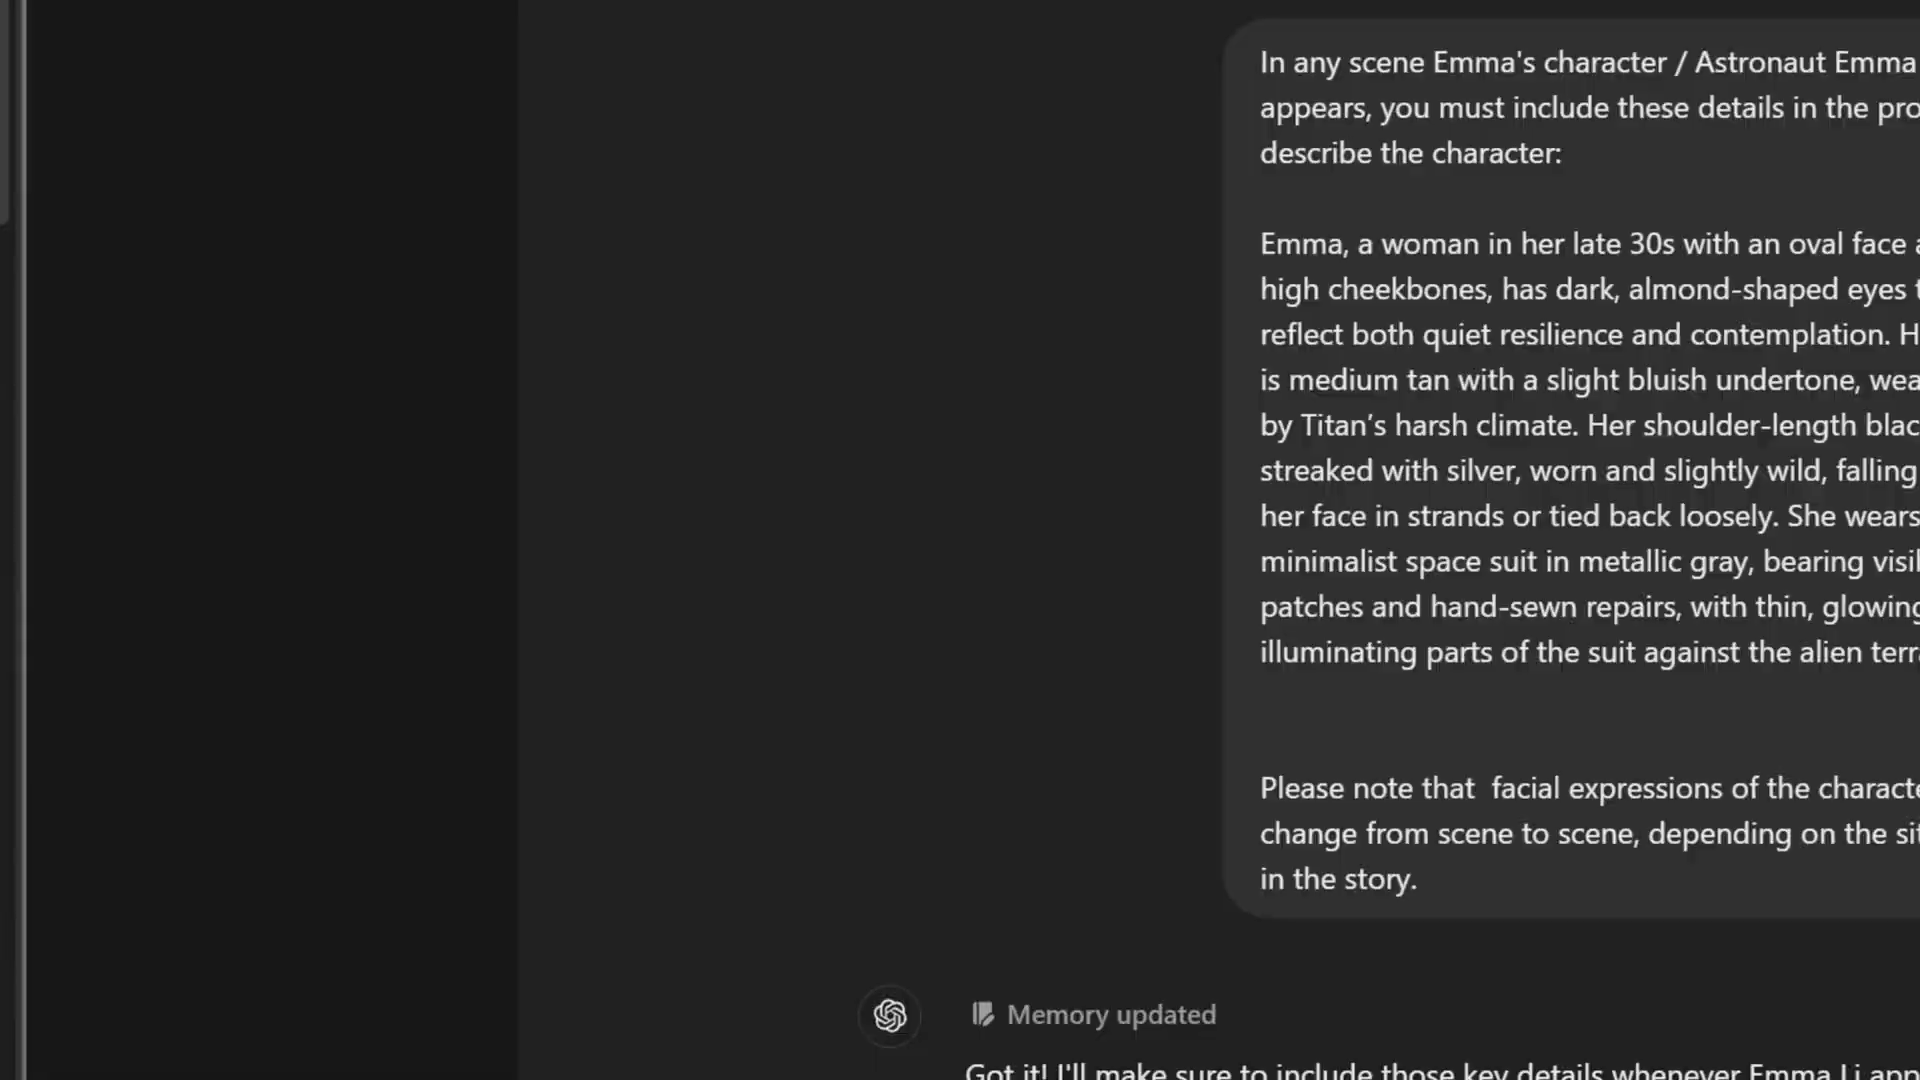 In any scene Emma's character / Astronaut Emma
appears, you must include these details in the
describe the character:
Emma, a woman in her late 30s with an oval face
high cheekbones, has dark, almond-shaped eyes
reflect both quiet resilience and contemplation.
is medium tan with a slight bluish undertone,
by Titan’s harsh climate. Her shoulder-length
streaked with silver, worn and slightly wild, falling
her face in strands or tied back loosely. She wears
minimalist space suit in metallic gray, bearing
patches and hand-sewn repairs, with thin, glowing
illuminating parts of the suit against the alien
Please note that facial expressions of the
change from scene to scene, depending on the
in the story.
Memory updated
Got it! I'll make sure to include those key details whenever Emma Li